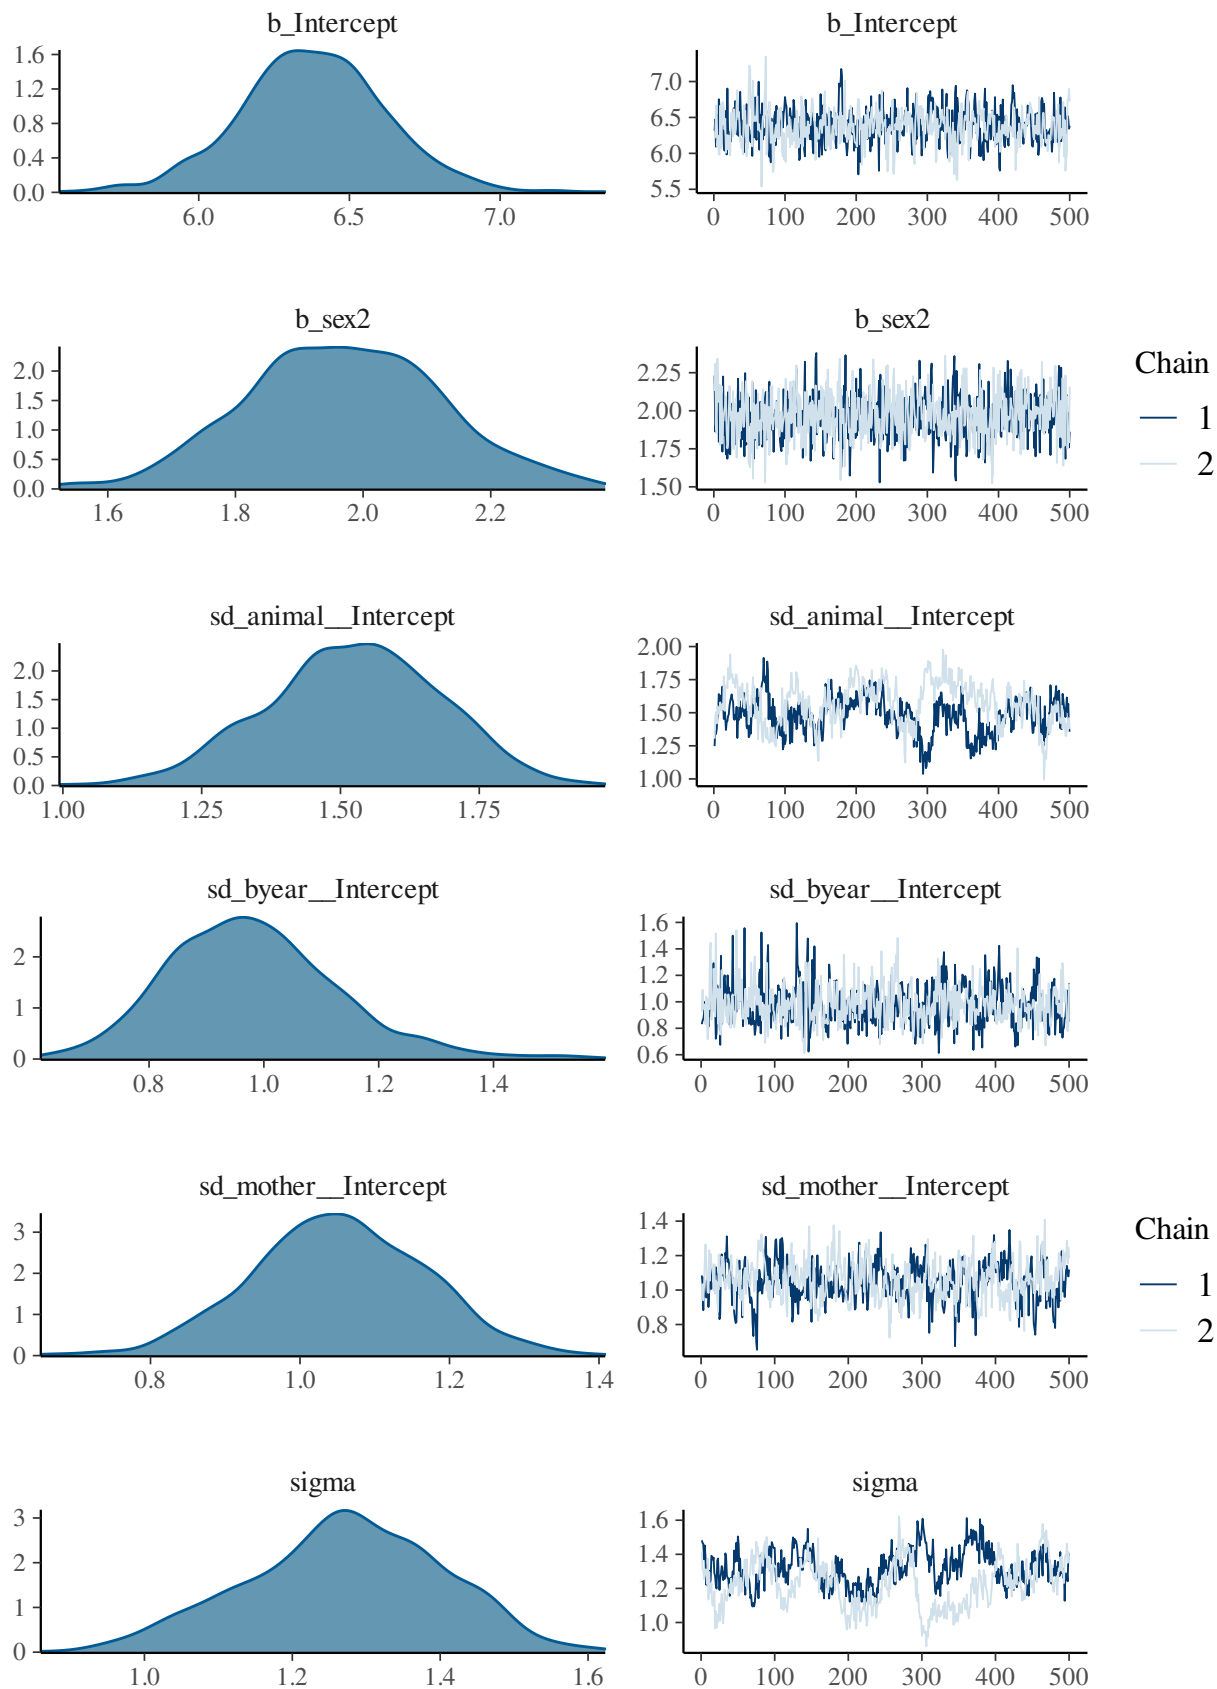 b_Intercept
1.6
1.2
0.8
0.4
0.0
6.0 6.5 7.0
b_Intercept
7.0
6.5
6.0
5.5
0 100 200 300 400 500
b_sex2
2.0
1.5
1.0
0.5
0.0
1.6 1.8 2.0 2.2
b_sex2
2.25
2.00
1.75
1.50
0 100 200 300 400 500
Chain
1
2
sd_animal__Intercept
2.0
1.5
1.0
0.5
0.0
1.00 1.25 1.50 1.75
sd_animal__Intercept
2.00
1.75
1.50
1.25
1.00
0 100 200 300 400 500
sd_byear__Intercept
2
1
0
0.8 1.0 1.2 1.4
sd_byear__Intercept
1.6
1.4
1.2
1.0
0.8
0.6
0 100 200 300 400 500
sd_mother__Intercept
3
2
1
0
0.8 1.0 1.2 1.4
sd_mother__Intercept
1.4
1.2
1.0
0.8
0 100 200 300 400 500
Chain
1
2
sigma
3
2
1
0
1.0 1.2 1.4 1.6
sigma
1.6
1.4
1.2
1.0
0 100 200 300 400 500